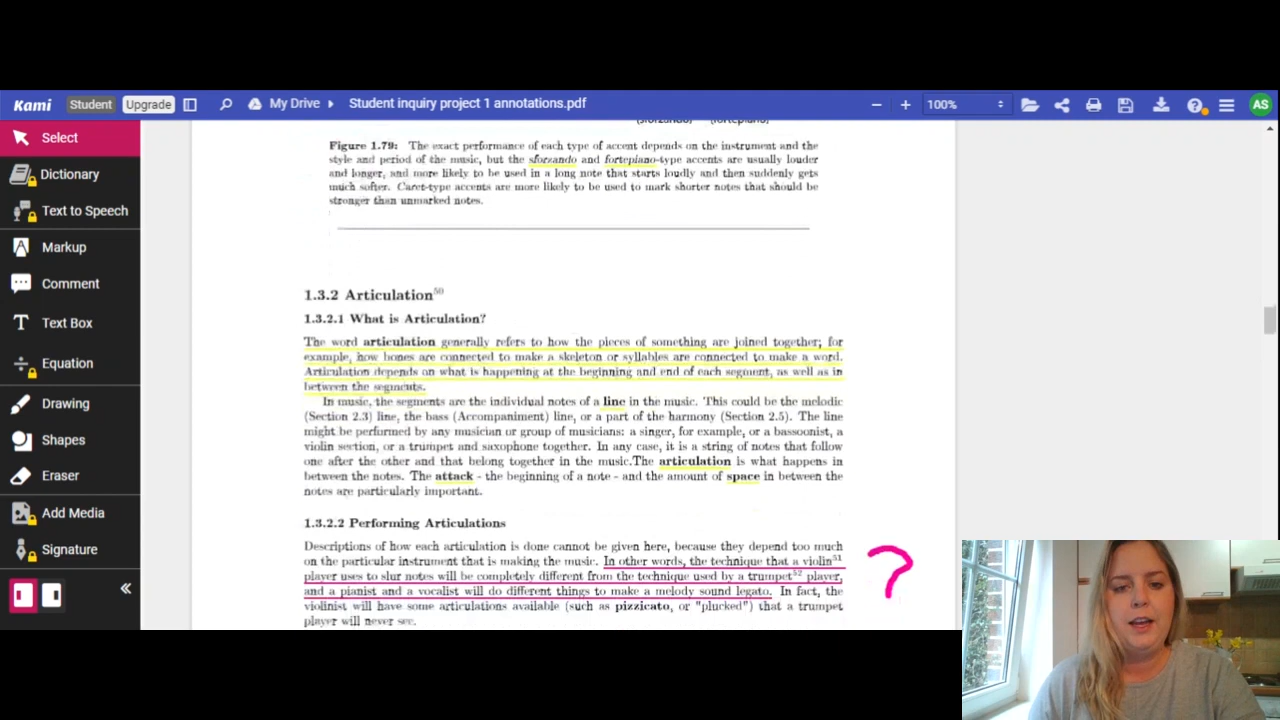 Kami
Student
Upgrade
My Drive
Student inquiry project 1 annotations.pdf
100%
AS
Select
Dictionary
Text to Speech
Markup
Comment
Text Box
Equation
Drawing
Shapes
Eraser
Add Media
Signature
(sforzando) (fortepiano)
Figure 1.79: The exact performance of each type of accent depends on the instrument and the
style and period of the music, but the sforzando and fortepiano-type accents are usually louder
and longer, and more likely to be used in a long note that starts loudly and then suddenly gets
much softer. Caret-type accents are more likely to be used to mark shorter notes that should be
stronger than unmarked notes.
1.3.2 Articulation50
1.3.2.1 What is Articulation?
The word articulation generally refers to how the pieces of something are joined together; for
example, how bones are connected to make a skeleton or syllables are connected to make a word.
Articulation depends on what is happening at the beginning and end of each segment, as well as in
between the segments.
In music, the segments are the individual notes of a line in the music. This could be the melodic
(Section 2.3) line, the bass (Accompaniment) line, or a part of the harmony (Section 2.5). The line
might be performed by any musician or group of musicians: a singer, for example, or a bassoonist, a
violin section, or a trumpet and saxophone together. In any case, it is a string of notes that follow
one after the other and that belong together in the music.The articulation is what happens in
between the notes. The attack - the beginning of a note - and the amount of space in between the
notes are particularly important.
1.3.2.2 Performing Articulations
Descriptions of how each articulation is done cannot be given here, because they depend too much
on the particular instrument that is making the music. In other words, the technique that a violin51
player uses to slur notes will be completely different from the technique used by a trumpet52 player,
and a pianist and a vocalist will do different things to make a melody sound legato. In fact, the
violinist will have some articulations available (such as pizzicato, or "plucked") that a trumpet
player will never see.
?